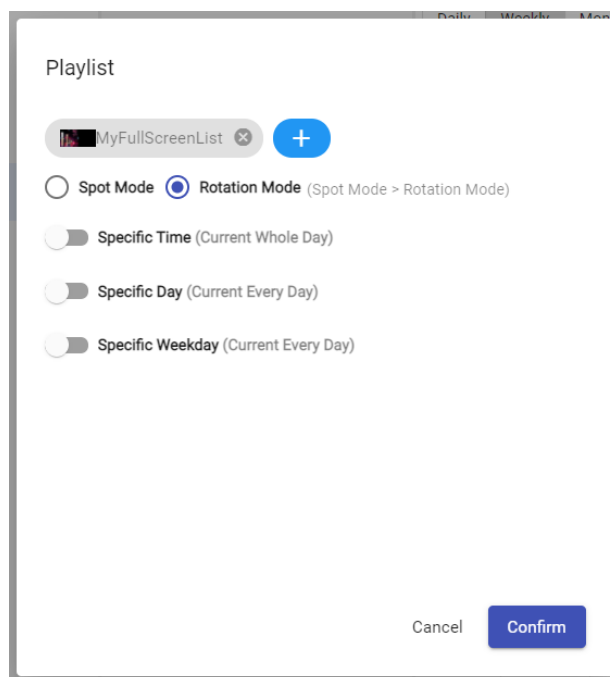 Daily Weekly Mon
Playlist
MyFullScreenList
Spot Mode Rotation Mode (Spot Mode > Rotation Mode)
Specific Time (Current Whole Day)
Specific Day (Current Every Day)
Specific Weekday (Current Every Day)
Cancel Confirm